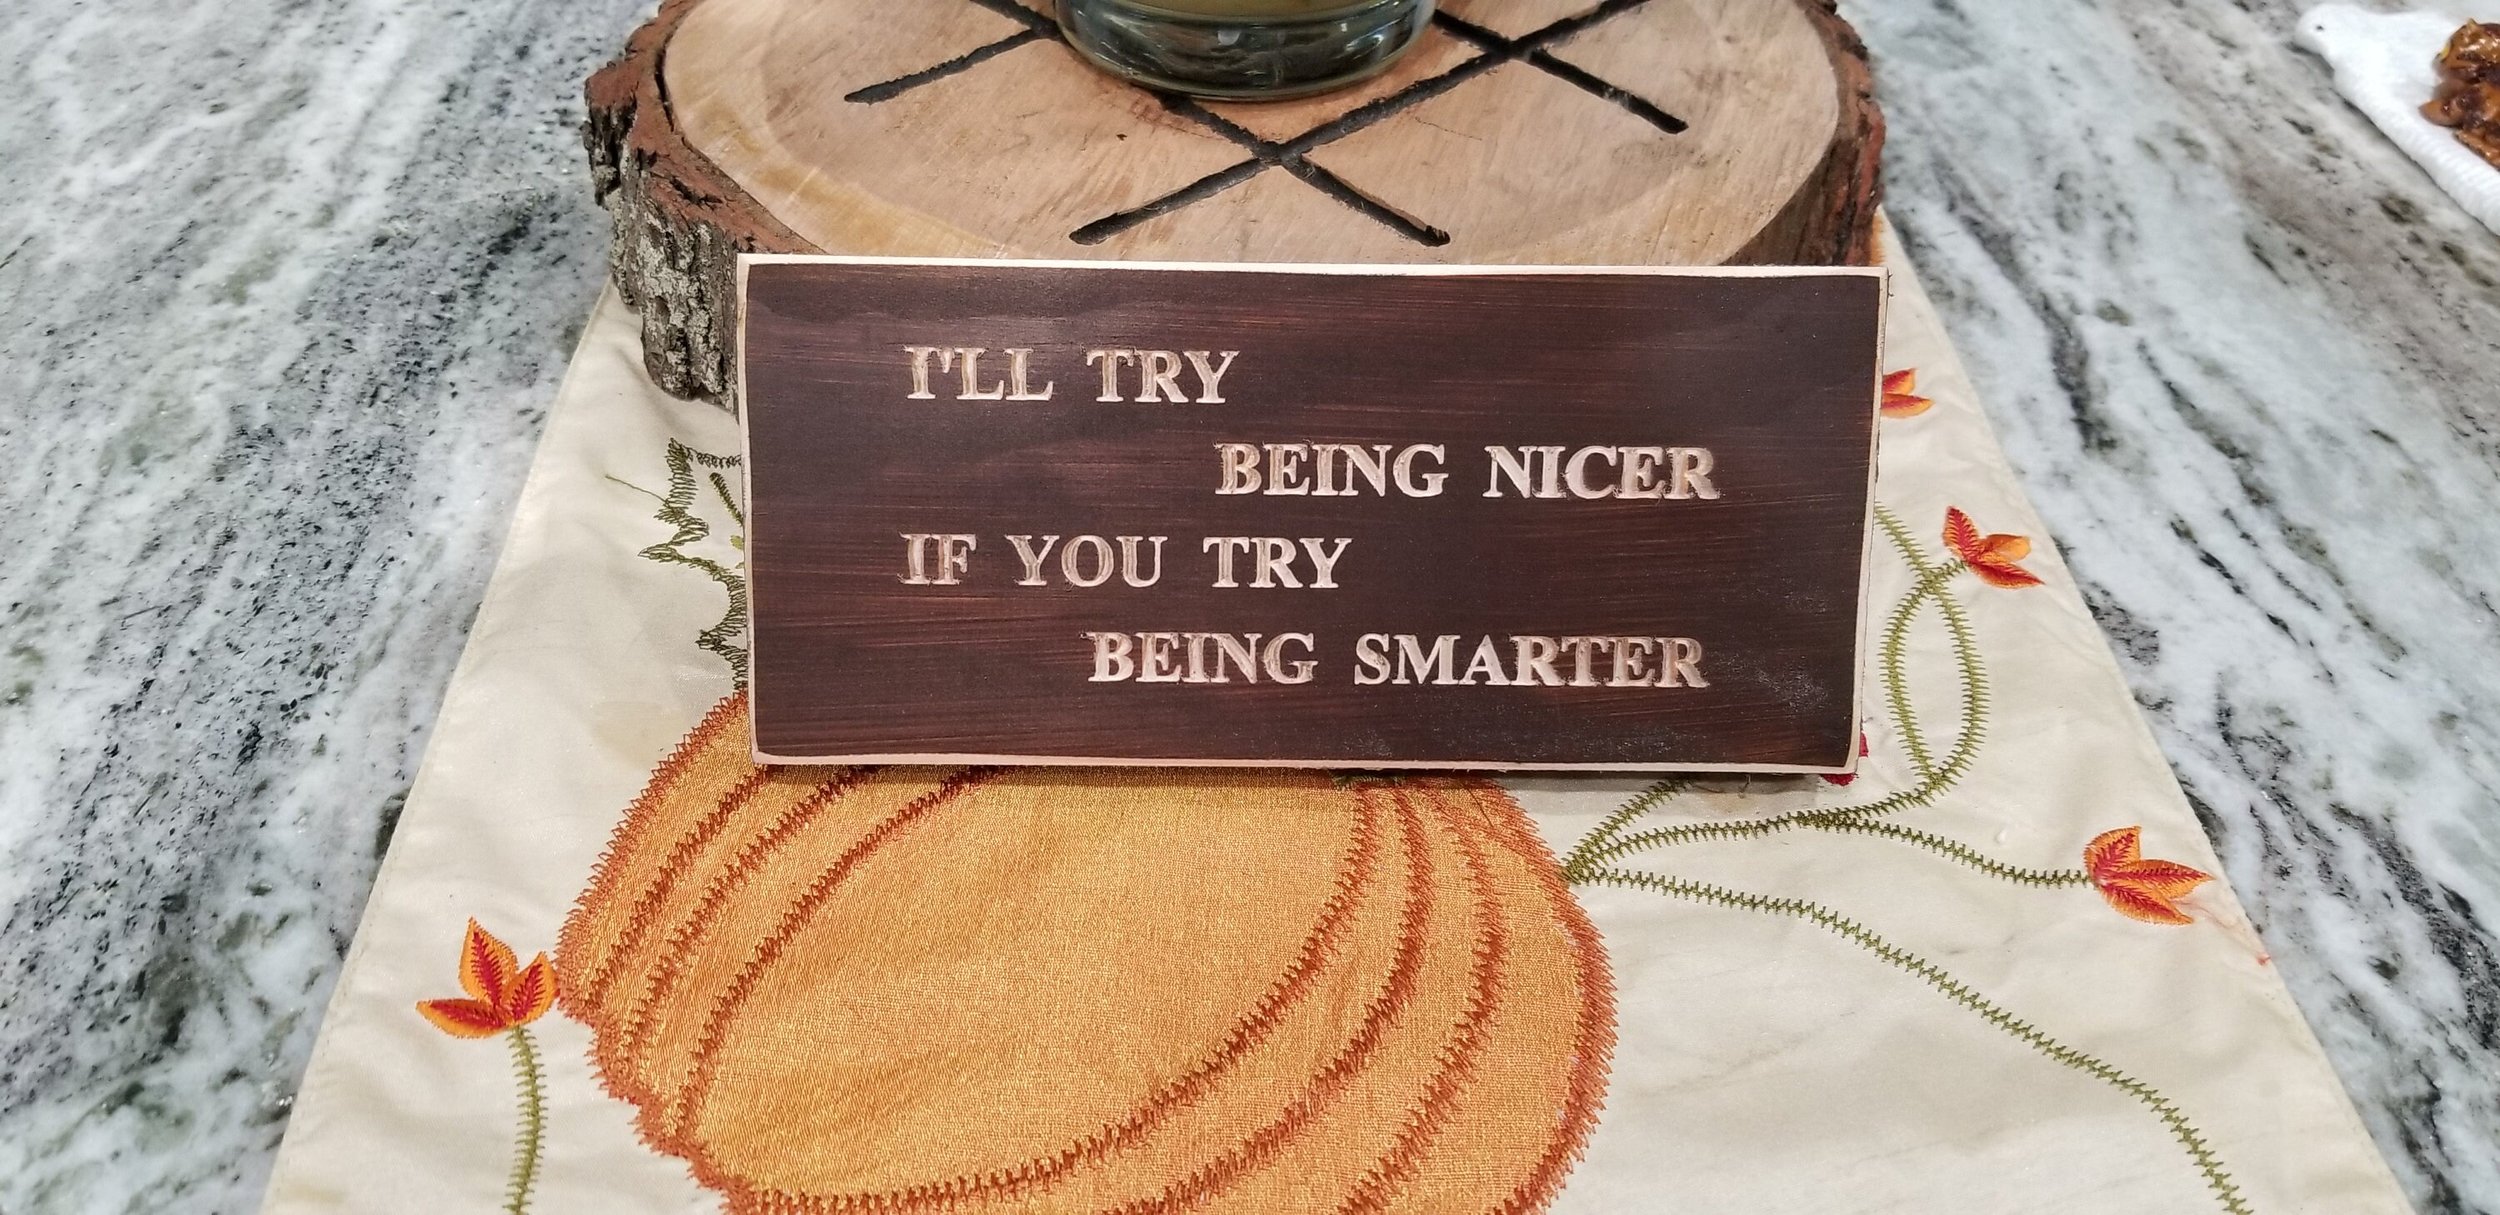 I'LL TRY
BEING NICER
IF YOU TRY
BEING SMARTER